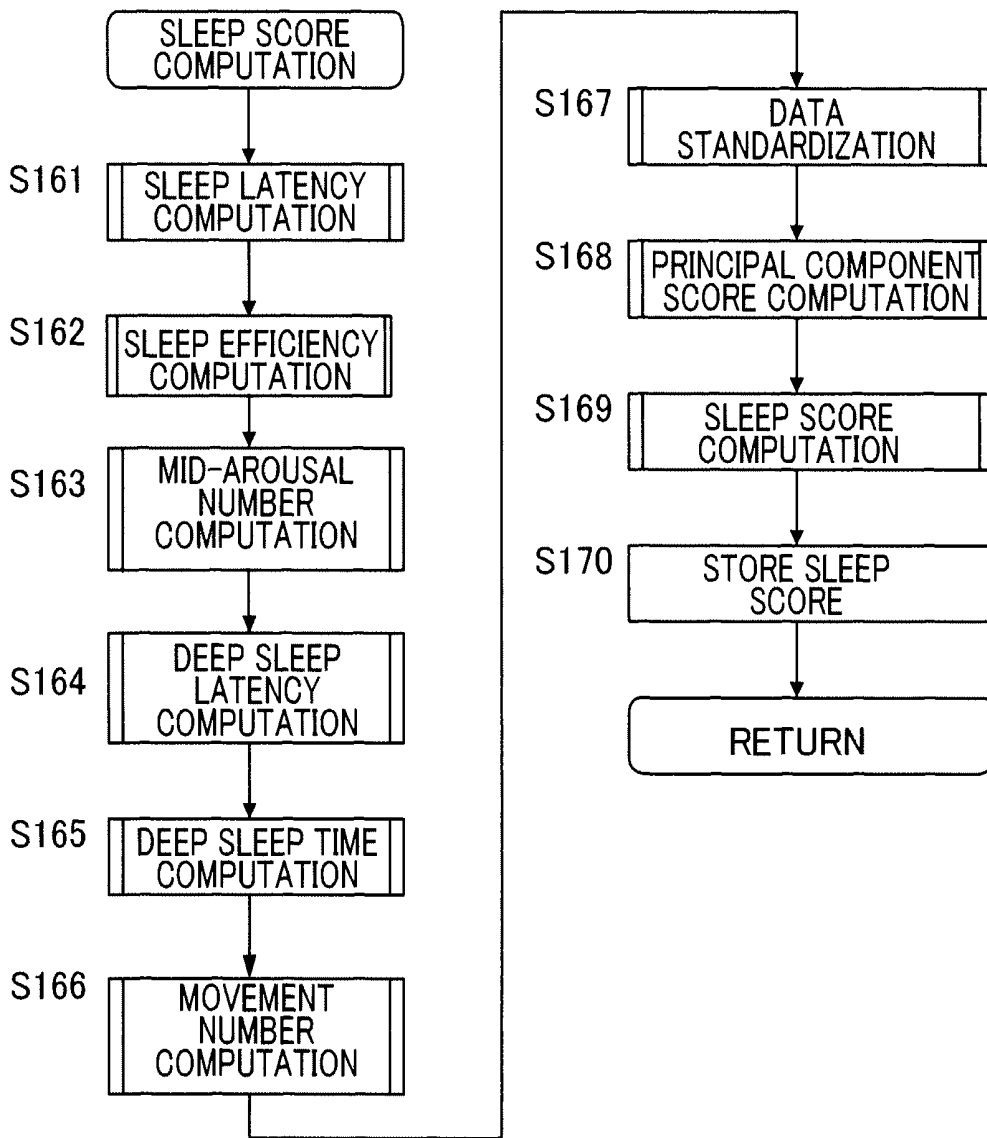 SLEEP SCORE
COMPUTATION
S161
SLEEP LATENCY
COMPUTATION
S162
SLEEP EFFICIENCY
COMPUTATION
S163
MID-AROUSAL
NUMBER
COMPUTATION
S164
DEEP SLEEP
LATENCY
COMPUTATION
S165
DEEP SLEEP TIME
COMPUTATION
S166
MOVEMENT
NUMBER
COMPUTATION
S167
DATA
STANDARDIZATION
S168
PRINCIPAL COMPONENT
SCORE COMPUTATION
S169
SLEEP SCORE
COMPUTATION
S170
STORE SLEEP
SCORE
RETURN